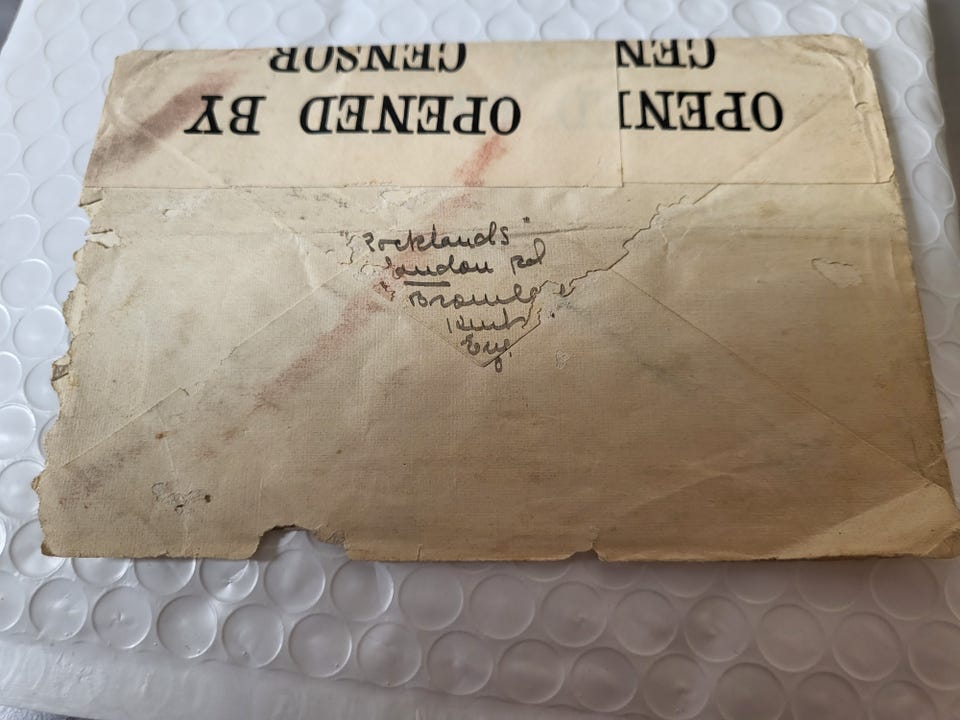 OPEN OPENED BY
CEN CENSOR
"Rocklands"
London Rd
Bromley
Kent
Eng.